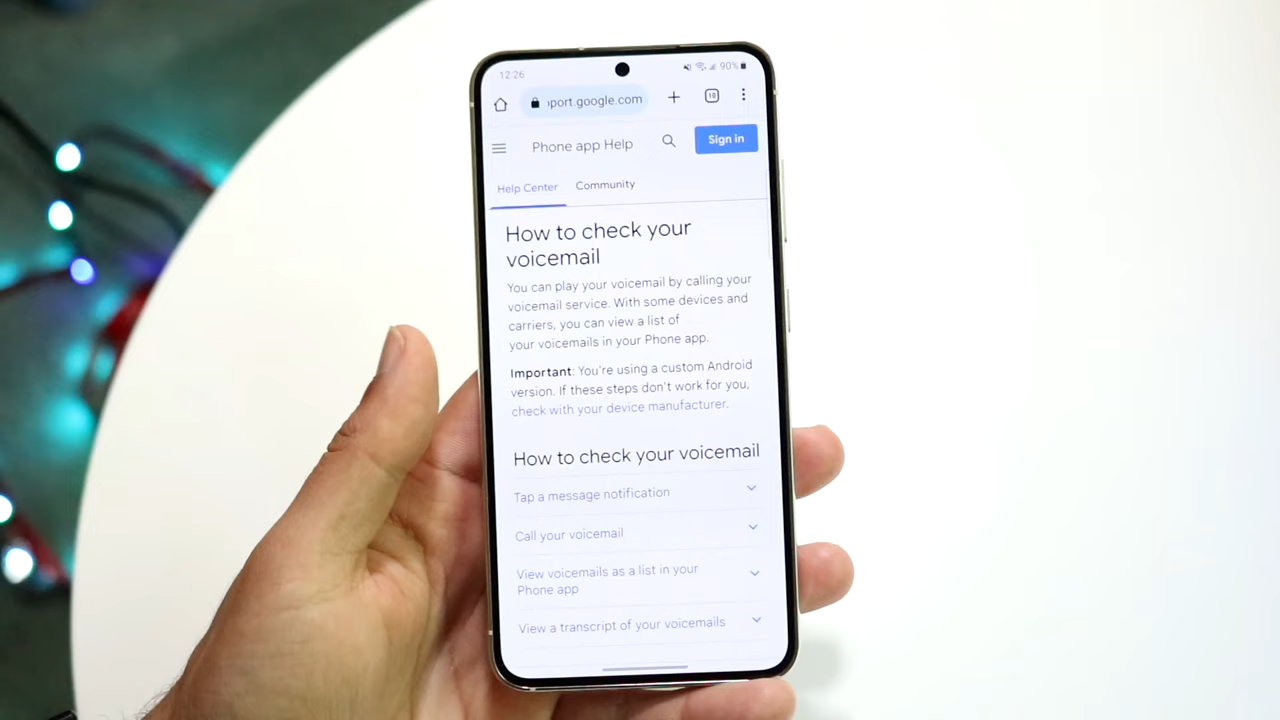 12:26
90%
port.google.com
10
Phone app Help
Sign in
Help Center
Community
How to check your
voicemail
You can play your voicemail by calling your
voicemail service. With some devices and
carriers, you can view a list of
your voicemails in your Phone app.
Important: You're using a custom Android
version. If these steps don't work for you,
check with your device manufacturer.
How to check your voicemail
Tap a message notification
Call your voicemail
View voicemails as a list in your
Phone app
View a transcript of your voicemails